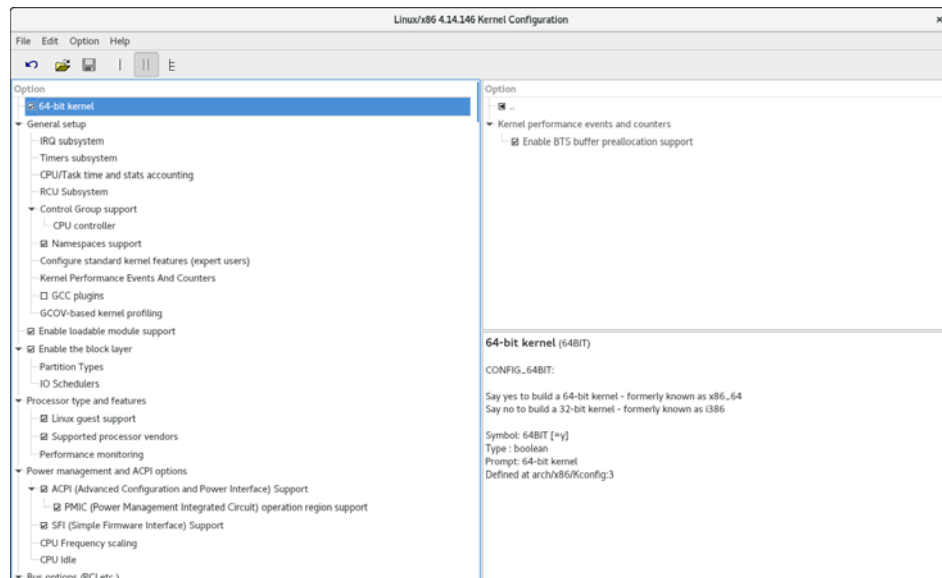 Linux/x86 4.14.146 Kernel Configuration
File Edit Option Help
Option
64-bit kernel
General setup
IRQ subsystem
Timers subsystem
CPU/Task time and stats accounting
RCU Subsystem
Control Group support
CPU controller
Namespaces support
Configure standard kernel features (expert users)
Kernel Performance Events And Counters
GCC plugins
GCOV-based kernel profiling
Enable loadable module support
Enable the block layer
Partition Types
IO Schedulers
Processor type and features
Linux guest support
Supported processor vendors
Performance monitoring
Power management and ACPI options
ACPI (Advanced Configuration and Power Interface) Support
PMIC (Power Management Integrated Circuit) operation region support
SFI (Simple Firmware Interface) Support
CPU Frequency scaling
CPU Idle
Bus options (PCI etc.)
Option
..
Kernel performance events and counters
Enable BTS buffer preallocation support
64-bit kernel (64BIT)
CONFIG_64BIT:
Say yes to build a 64-bit kernel - formerly known as x86_64
Say no to build a 32-bit kernel - formerly known as i386
Symbol: 64BIT [=y]
Type : boolean
Prompt: 64-bit kernel
Defined at arch/x86/Kconfig:3